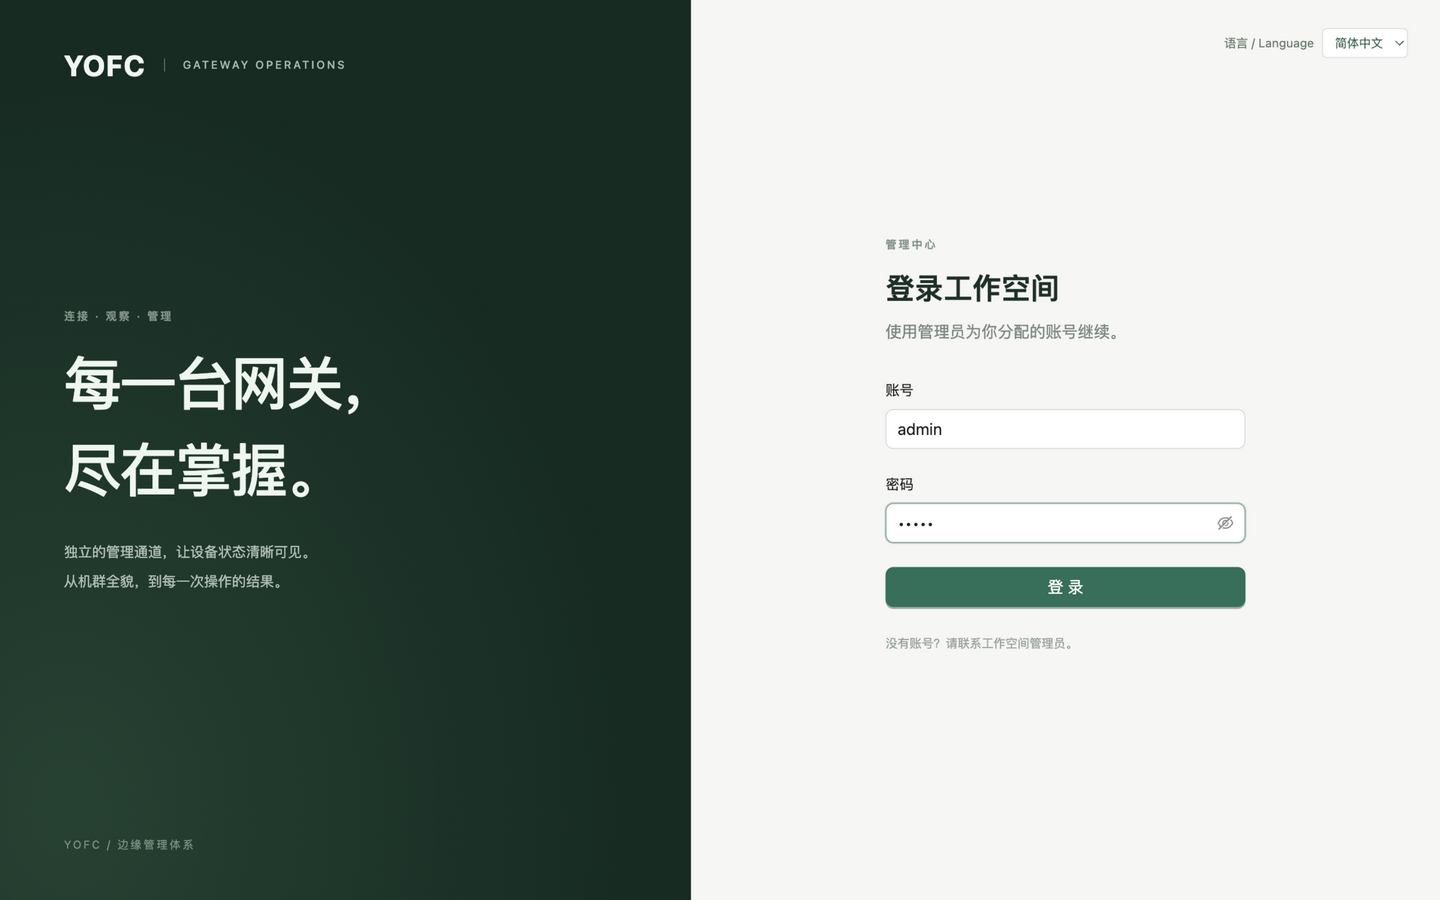 YOFC | GATEWAY OPERATIONS
连接 · 观察 · 管理
每一台网关，
尽在掌握。
独立的管理通道，让设备状态清晰可见。
从机群全貌，到每一次操作的结果。
YOFC / 边缘管理体系
语言 / Language 简体中文
管理中心
登录工作空间
使用管理员为你分配的账号继续。
账号
admin
密码
•••••
登 录
没有账号？请联系工作空间管理员。